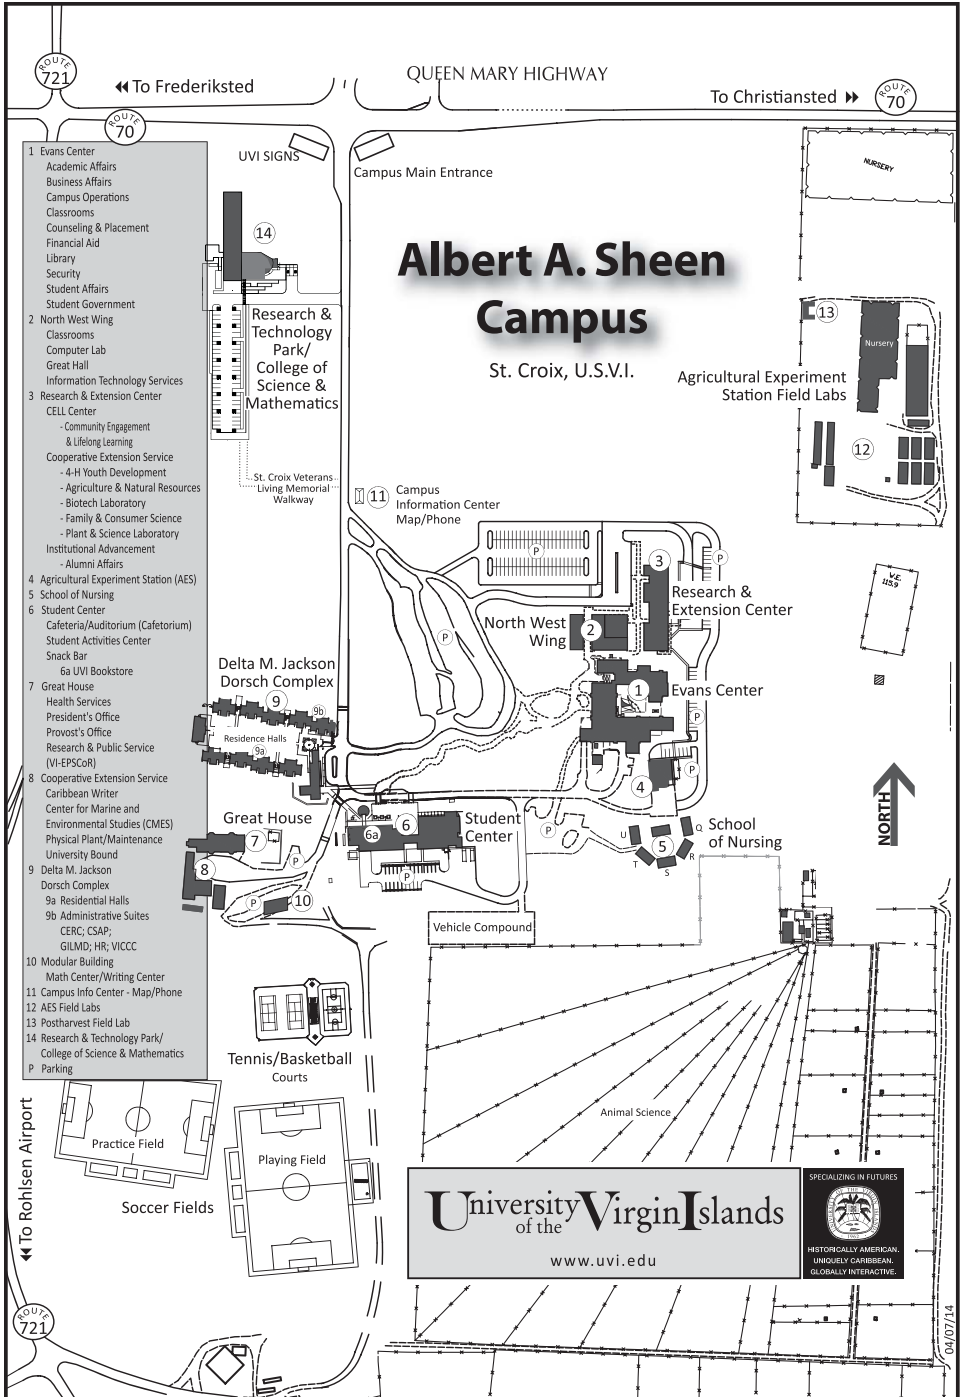 ROUTE
721
To Frederiksted
QUEEN MARY HIGHWAY
To Christiansted
ROUTE
70
ROUTE
70
UVI SIGNS
Campus Main Entrance
NURSERY
1 Evans Center
Academic Affairs
Business Affairs
Campus Operations
Classrooms
Counseling & Placement
Financial Aid
Library
Security
Student Affairs
Student Government
2 North West Wing
Classrooms
Computer Lab
Great Hall
Information Technology Services
3 Research & Extension Center
CELL Center
- Community Engagement
& Lifelong Learning
Cooperative Extension Service
- 4-H Youth Development
- Agriculture & Natural Resources
- Biotech Laboratory
- Family & Consumer Science
- Plant & Science Laboratory
Institutional Advancement
- Alumni Affairs
4 Agricultural Experiment Station (AES)
5 School of Nursing
6 Student Center
Cafeteria/Auditorium (Cafetorium)
Student Activities Center
Snack Bar
6a UVI Bookstore
7 Great House
Health Services
President's Office
Provost's Office
Research & Public Service
(VI-EPSCoR)
8 Cooperative Extension Service
Caribbean Writer
Center for Marine and
Environmental Studies (CMES)
Physical Plant/Maintenance
University Bound
9 Delta M. Jackson
Dorsch Complex
9a Residential Halls
9b Administrative Suites
CERC; CSAP;
GILMD; HR; VICCC
10 Modular Building
Math Center/Writing Center
11 Campus Info Center - Map/Phone
12 AES Field Labs
13 Postharvest Field Lab
14 Research & Technology Park/
College of Science & Mathematics
P Parking
14
Research &
Technology
Park/
College of
Science &
Mathematics
Albert A. Sheen
Campus
St. Croix, U.S.V.I.
13
Nursery
Agricultural Experiment
Station Field Labs
12
St. Croix Veterans
Living Memorial
Walkway
11
Campus
Information Center
Map/Phone
P
3
P
Research &
Extension Center
V.E.
115.9
North West
Wing
2
P
1
Evans Center
P
P
4
Delta M. Jackson
Dorsch Complex
9
9b
Residence Halls
9a
NORTH
Great House
7
P
8
P
10
6
6a
Student
Center
P
P
U
Q
5
T
S
R
School
of Nursing
Vehicle Compound
Tennis/Basketball
Courts
Practice Field
Playing Field
Soccer Fields
Animal Science
To Rohlsen Airport
University
of the
Virgin Islands
www.uvi.edu
SPECIALIZING IN FUTURES
HISTORICALLY AMERICAN.
UNIQUELY CARIBBEAN.
GLOBALLY INTERACTIVE.
04/07/14
ROUTE
721